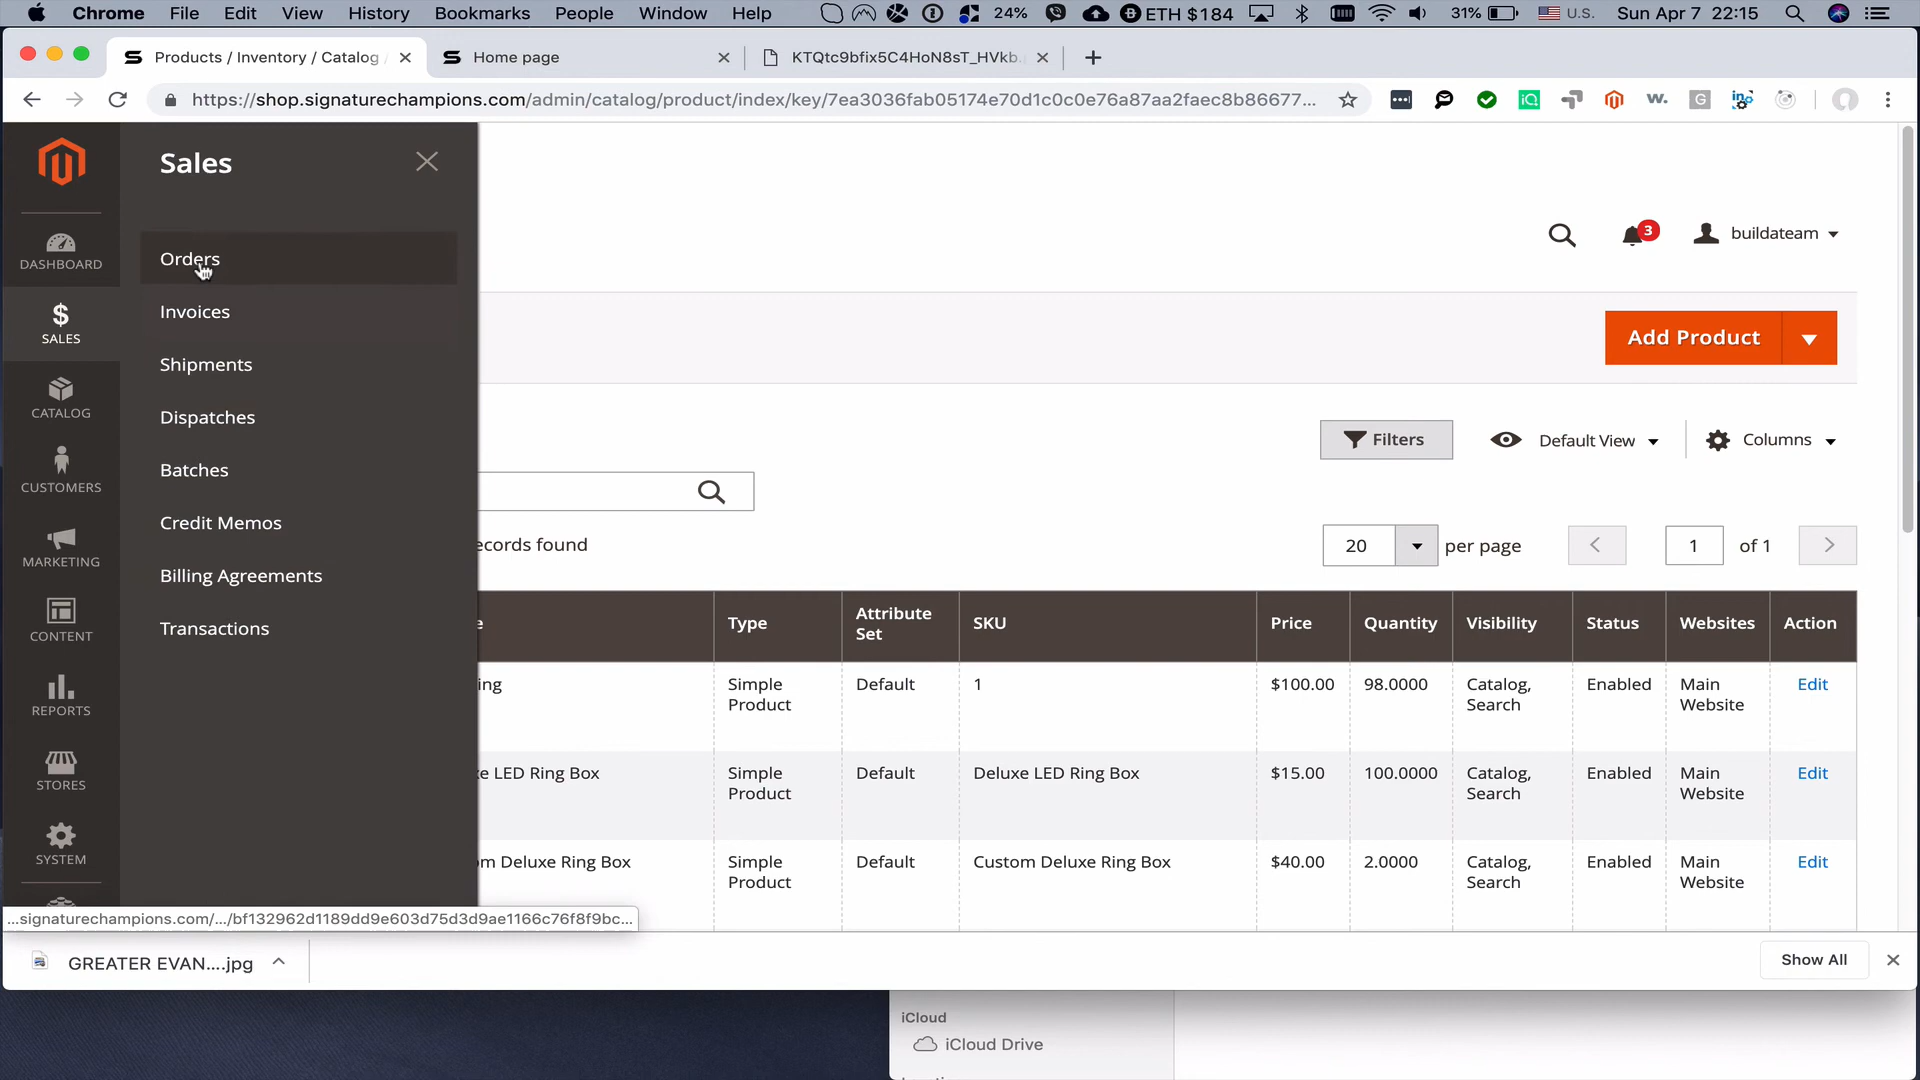 Chrome File Edit View History Bookmarks People Window Help 24% ETH $184 31% U.S. Sun Apr 7 22:15
Products / Inventory / Catalog Home page KTQtc9bfix5C4HoN8sT_HVkb.
https://shop.signaturechampions.com/admin/catalog/product/index/key/7ea3036fab05174e70d1c0c0e76a87aa2faec8b86677...
Sales
DASHBOARD
SALES
CATALOG
CUSTOMERS
MARKETING
CONTENT
REPORTS
STORES
SYSTEM
Orders
Invoices
Shipments
Dispatches
Batches
Credit Memos
Billing Agreements
Transactions
3 buildateam
Add Product
Filters Default View Columns
ecords found 20 per page 1 of 1
e Type Attribute Set SKU Price Quantity Visibility Status Websites Action
ing Simple Product Default 1 $100.00 98.0000 Catalog, Search Enabled Main Website Edit
e LED Ring Box Simple Product Default Deluxe LED Ring Box $15.00 100.0000 Catalog, Search Enabled Main Website Edit
m Deluxe Ring Box Simple Product Default Custom Deluxe Ring Box $40.00 2.0000 Catalog, Search Enabled Main Website Edit
...signaturechampions.com/.../bf132962d1189dd9e603d75d3d9ae1166c76f8f9bc...
GREATER EVAN....jpg Show All
iCloud
iCloud Drive